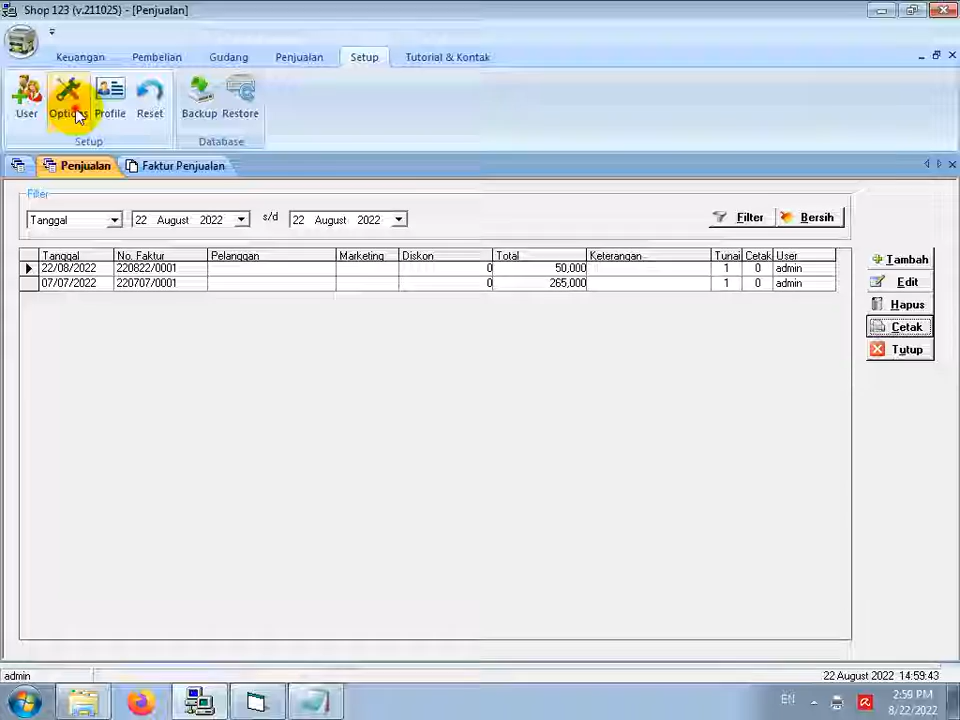 Shop 123 (v.211025) - [Penjualan]
Keuangan Pembelian Gudang Penjualan Setup Tutorial & Kontak
User Options Profile Reset Backup Restore
Setup Database
Penjualan Faktur Penjualan
Filter
Tanggal 22 August 2022 s/d 22 August 2022 Filter Bersih
Tanggal No. Faktur Pelanggan Marketing Diskon Total Keterangan Tunai Cetak User
22/08/2022 220822/0001 0 50,000 1 0 admin
07/07/2022 220707/0001 0 265,000 1 0 admin
Tambah
Edit
Hapus
Cetak
Tutup
admin 22 August 2022 14:59:43
EN 2:59 PM
8/22/2022